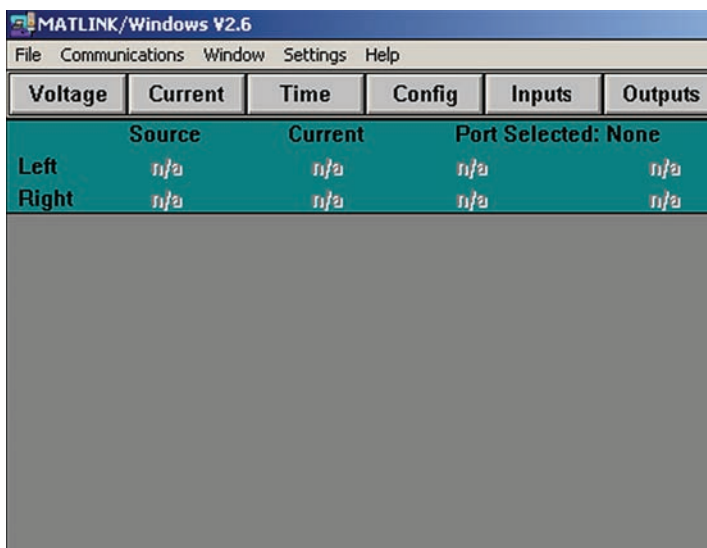 MATLINK/Windows V2.6
File Communications Window Settings Help
Voltage Current Time Config Inputs Outputs
Source Current Port Selected: None
Left n/a n/a n/a n/a
Right n/a n/a n/a n/a